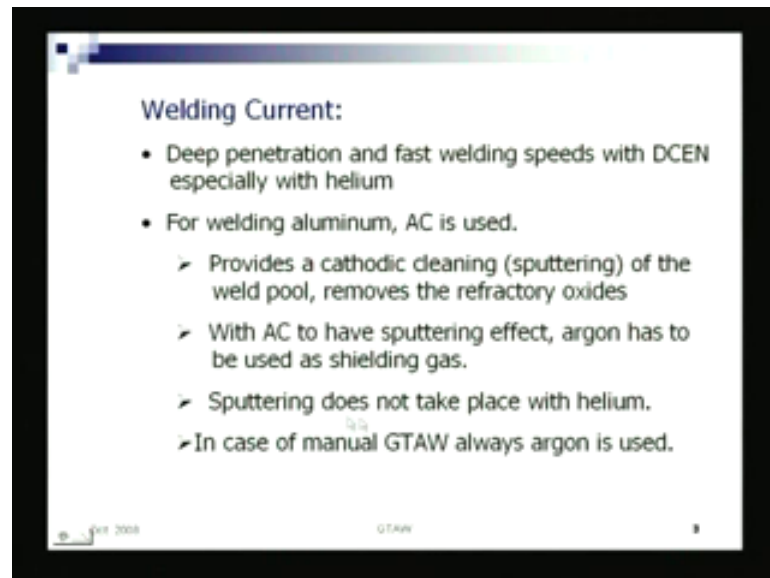 Welding Current:
• Deep penetration and fast welding speeds with DCEN
especially with helium
• For welding aluminum, AC is used.
➢ Provides a cathodic cleaning (sputtering) of the
weld pool, removes the refractory oxides
➢ With AC to have sputtering effect, argon has to
be used as shielding gas.
➢ Sputtering does not take place with helium.
➢In case of manual GTAW always argon is used.
Oct 2008 GTAW